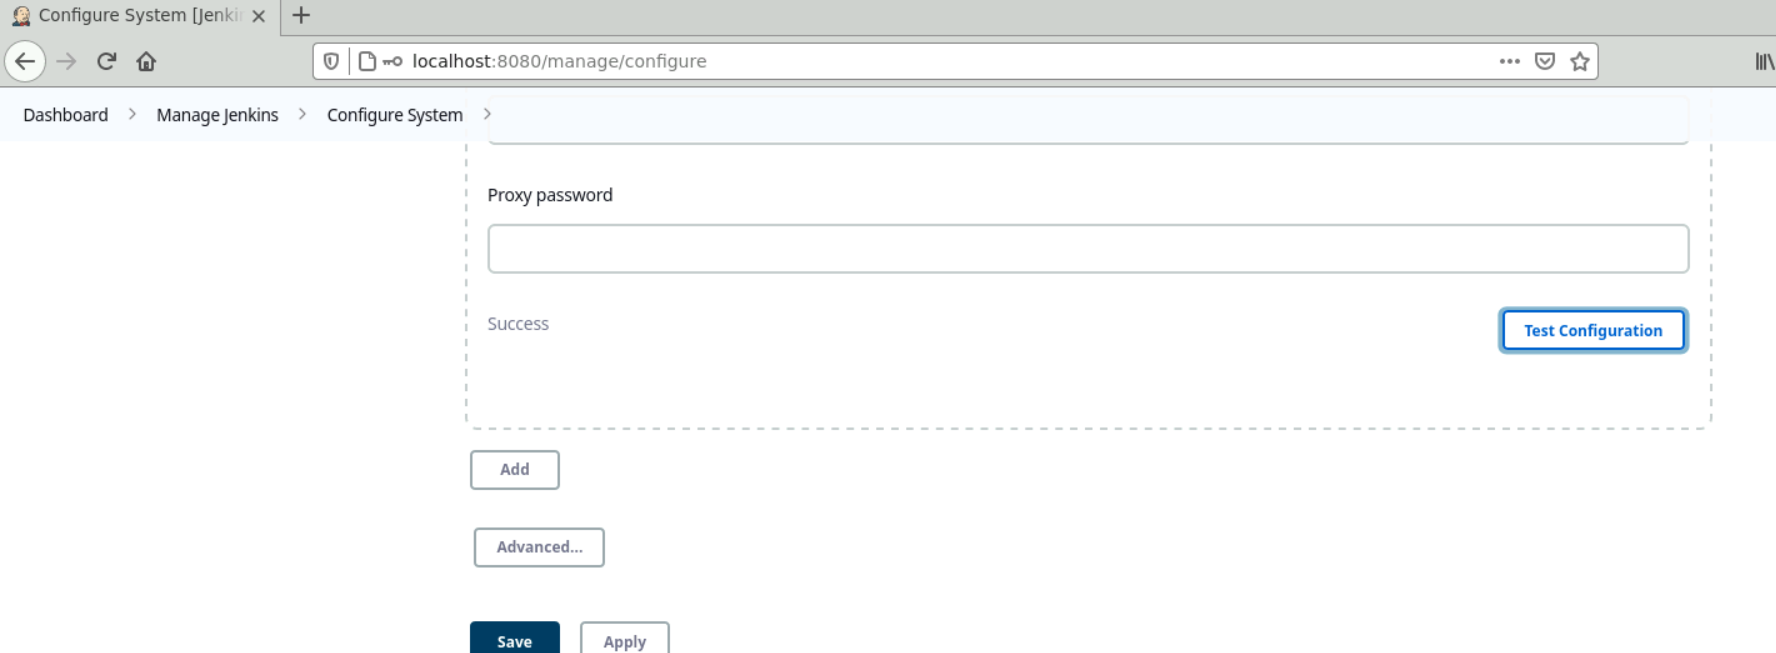 Configure System [Jenki
localhost:8080/manage/configure
Dashboard > Manage Jenkins > Configure System >
Proxy password
Success
Test Configuration
Add
Advanced...
Save Apply